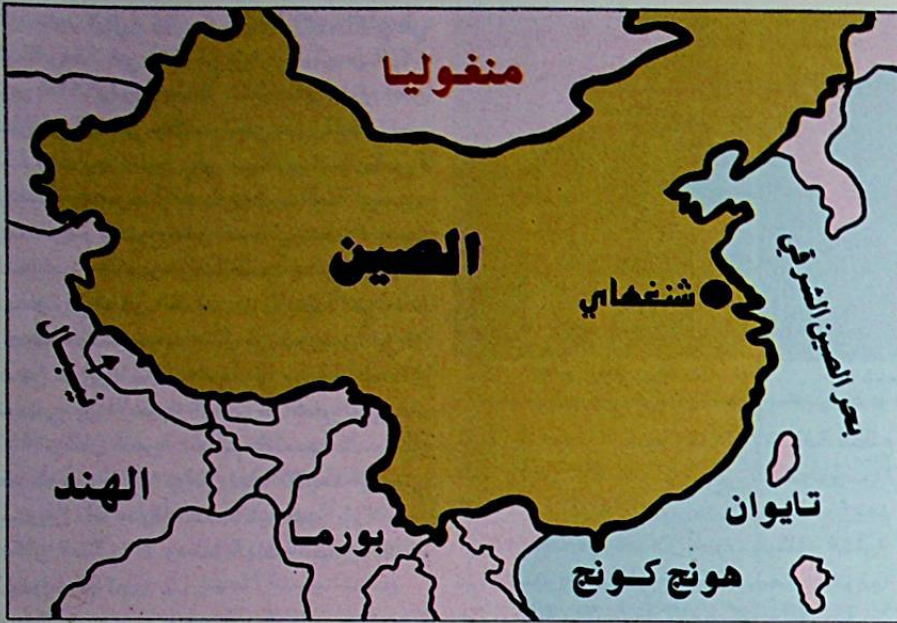 منغوليا
الصين
شنغهاي
بحر الصين الشرقي
نيبال
الهند
تايوان
بورما
هونج كونج